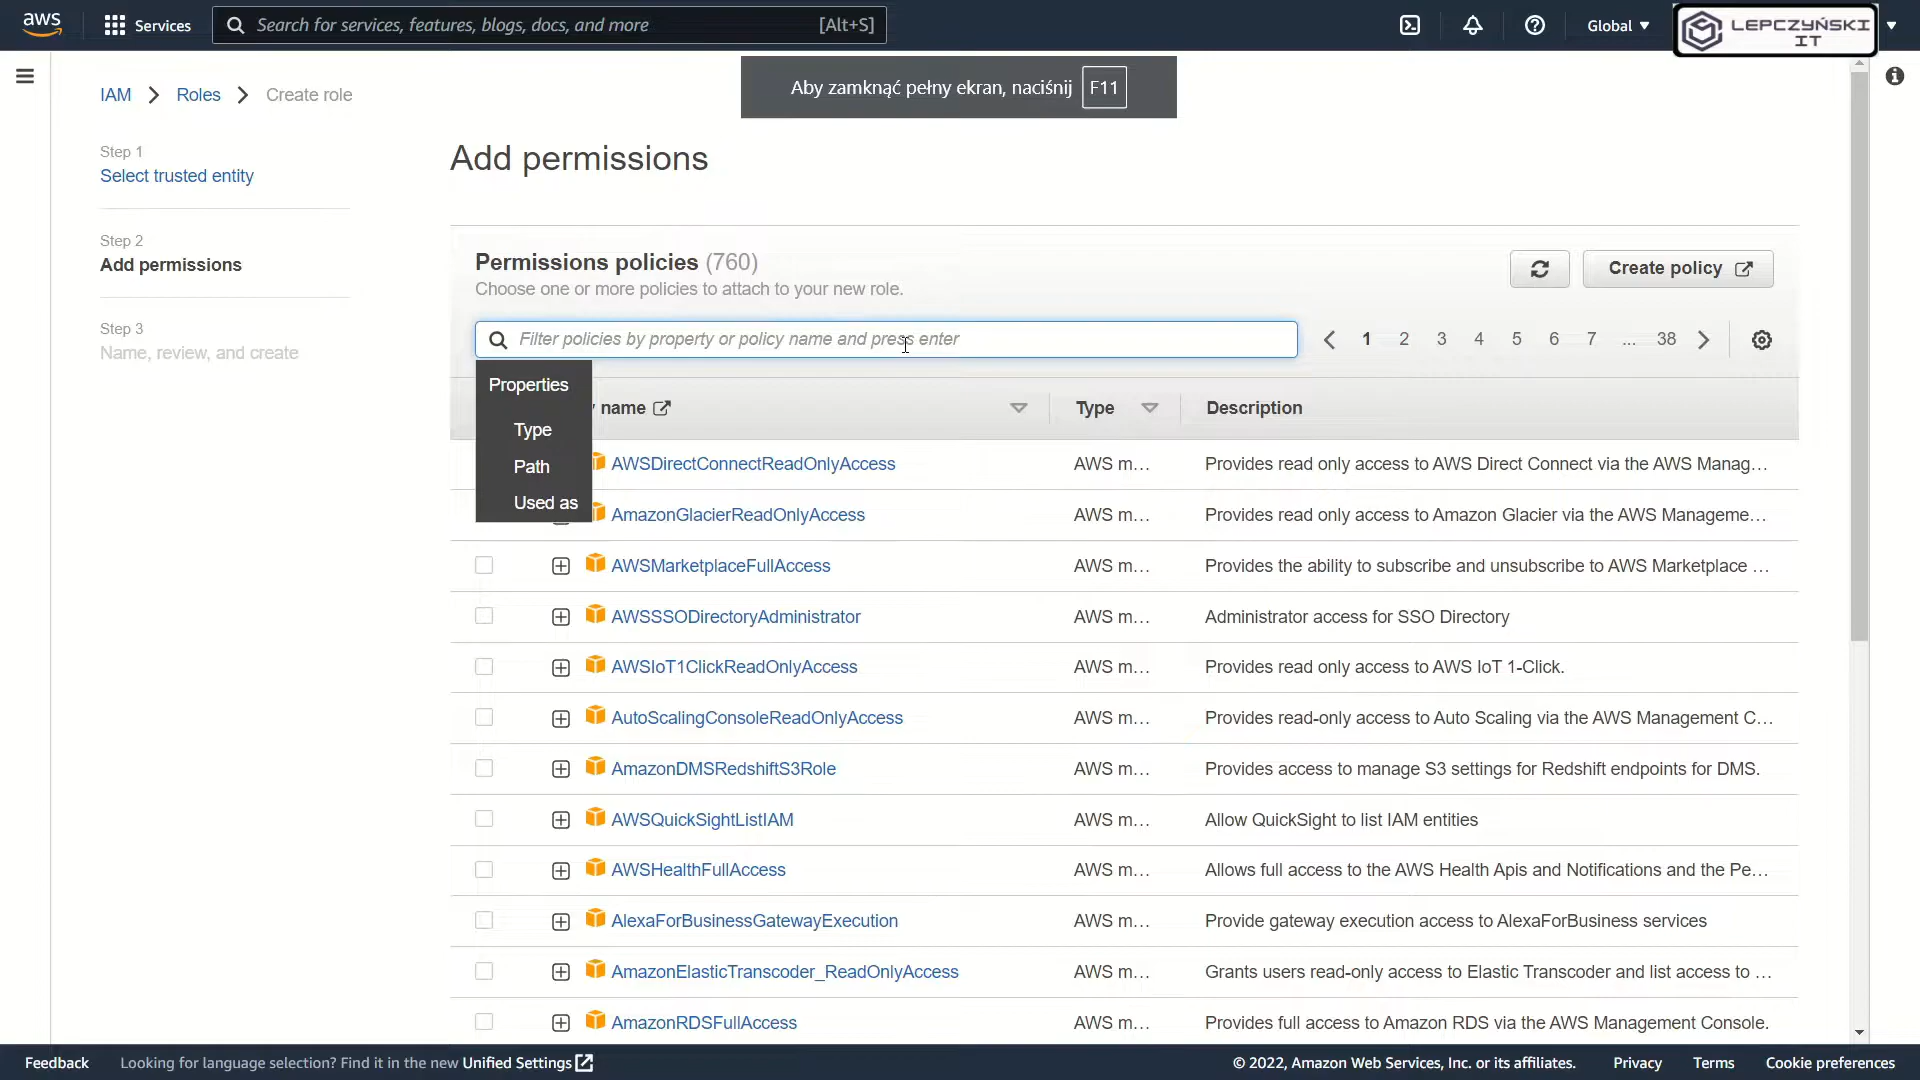 aws
Services
Search for services, features, blogs, docs, and more [Alt+S]
Global
LEPCZYŃSKI
IT
Aby zamknąć pełny ekran, naciśnij F11
IAM > Roles > Create role
Step 1
Select trusted entity
Step 2
Add permissions
Step 3
Name, review, and create
Add permissions
Permissions policies (760)
Choose one or more policies to attach to your new role.
Create policy
Filter policies by property or policy name and press enter
1 2 3 4 5 6 7 ... 38
Properties
Type
Path
Used as
name Type Description
AWSDirectConnectReadOnlyAccess AWS m... Provides read only access to AWS Direct Connect via the AWS Manag...
AmazonGlacierReadOnlyAccess AWS m... Provides read only access to Amazon Glacier via the AWS Manageme...
AWSMarketplaceFullAccess AWS m... Provides the ability to subscribe and unsubscribe to AWS Marketplace ...
AWSSSODirectoryAdministrator AWS m... Administrator access for SSO Directory
AWSIoT1ClickReadOnlyAccess AWS m... Provides read only access to AWS IoT 1-Click.
AutoScalingConsoleReadOnlyAccess AWS m... Provides read-only access to Auto Scaling via the AWS Management C...
AmazonDMSRedshiftS3Role AWS m... Provides access to manage S3 settings for Redshift endpoints for DMS.
AWSQuickSightListIAM AWS m... Allow QuickSight to list IAM entities
AWSHealthFullAccess AWS m... Allows full access to the AWS Health Apis and Notifications and the Pe...
AlexaForBusinessGatewayExecution AWS m... Provide gateway execution access to AlexaForBusiness services
AmazonElasticTranscoder_ReadOnlyAccess AWS m... Grants users read-only access to Elastic Transcoder and list access to ...
AmazonRDSFullAccess AWS m... Provides full access to Amazon RDS via the AWS Management Console.
Feedback Looking for language selection? Find it in the new Unified Settings © 2022, Amazon Web Services, Inc. or its affiliates. Privacy Terms Cookie preferences